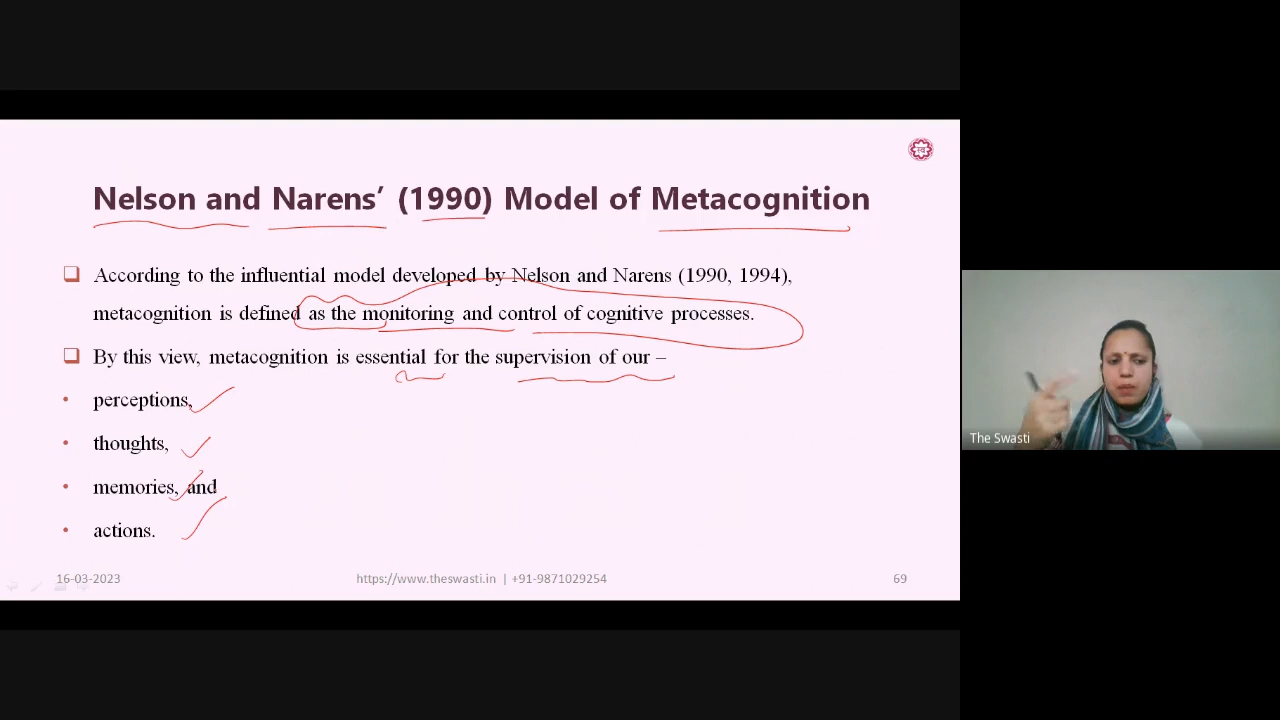 Nelson and Narens’ (1990) Model of Metacognition
❑ According to the influential model developed by Nelson and Narens (1990, 1994),
metacognition is defined as the monitoring and control of cognitive processes.
❑ By this view, metacognition is essential for the supervision of our –
• perceptions,
• thoughts,
• memories, and
• actions.
16-03-2023 https://www.theswasti.in | +91-9871029254 69
The Swasti